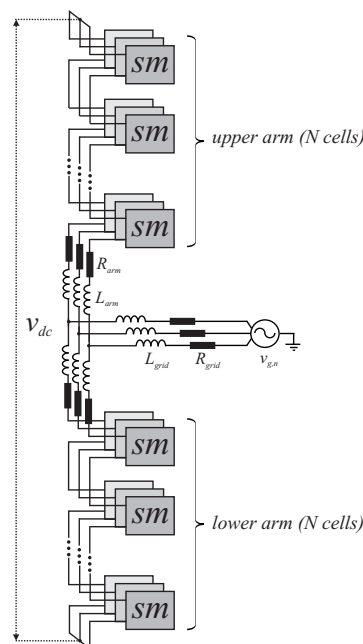 sm
sm
upper arm (N cells)
sm
R_arm
L_arm
v_dc
L_grid
R_grid
v_g,n
sm
sm
lower arm (N cells)
sm